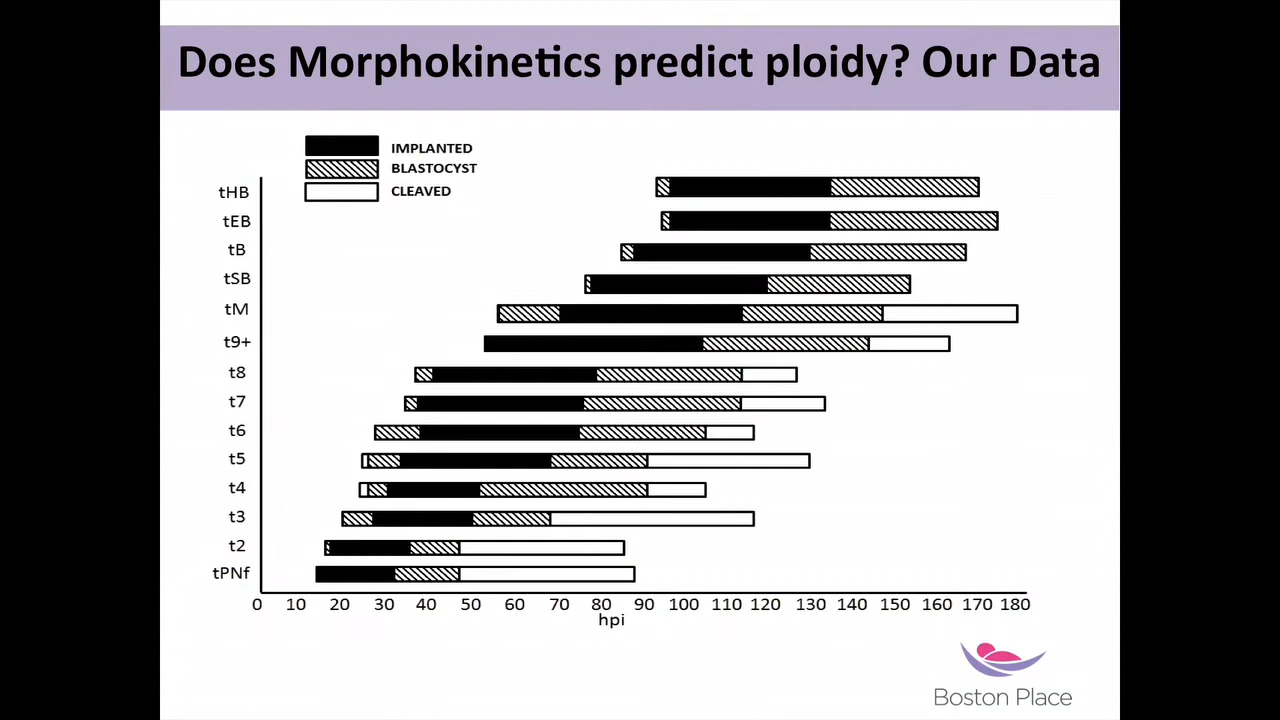 Does Morphokinetics predict ploidy? Our Data
IMPLANTED
BLASTOCYST
CLEAVED
tHB
tEB
tB
tSB
tM
t9+
t8
t7
t6
t5
t4
t3
t2
tPNf
0 10 20 30 40 50 60 70 80 90 100 110 120 130 140 150 160 170 180
hpi
Boston Place